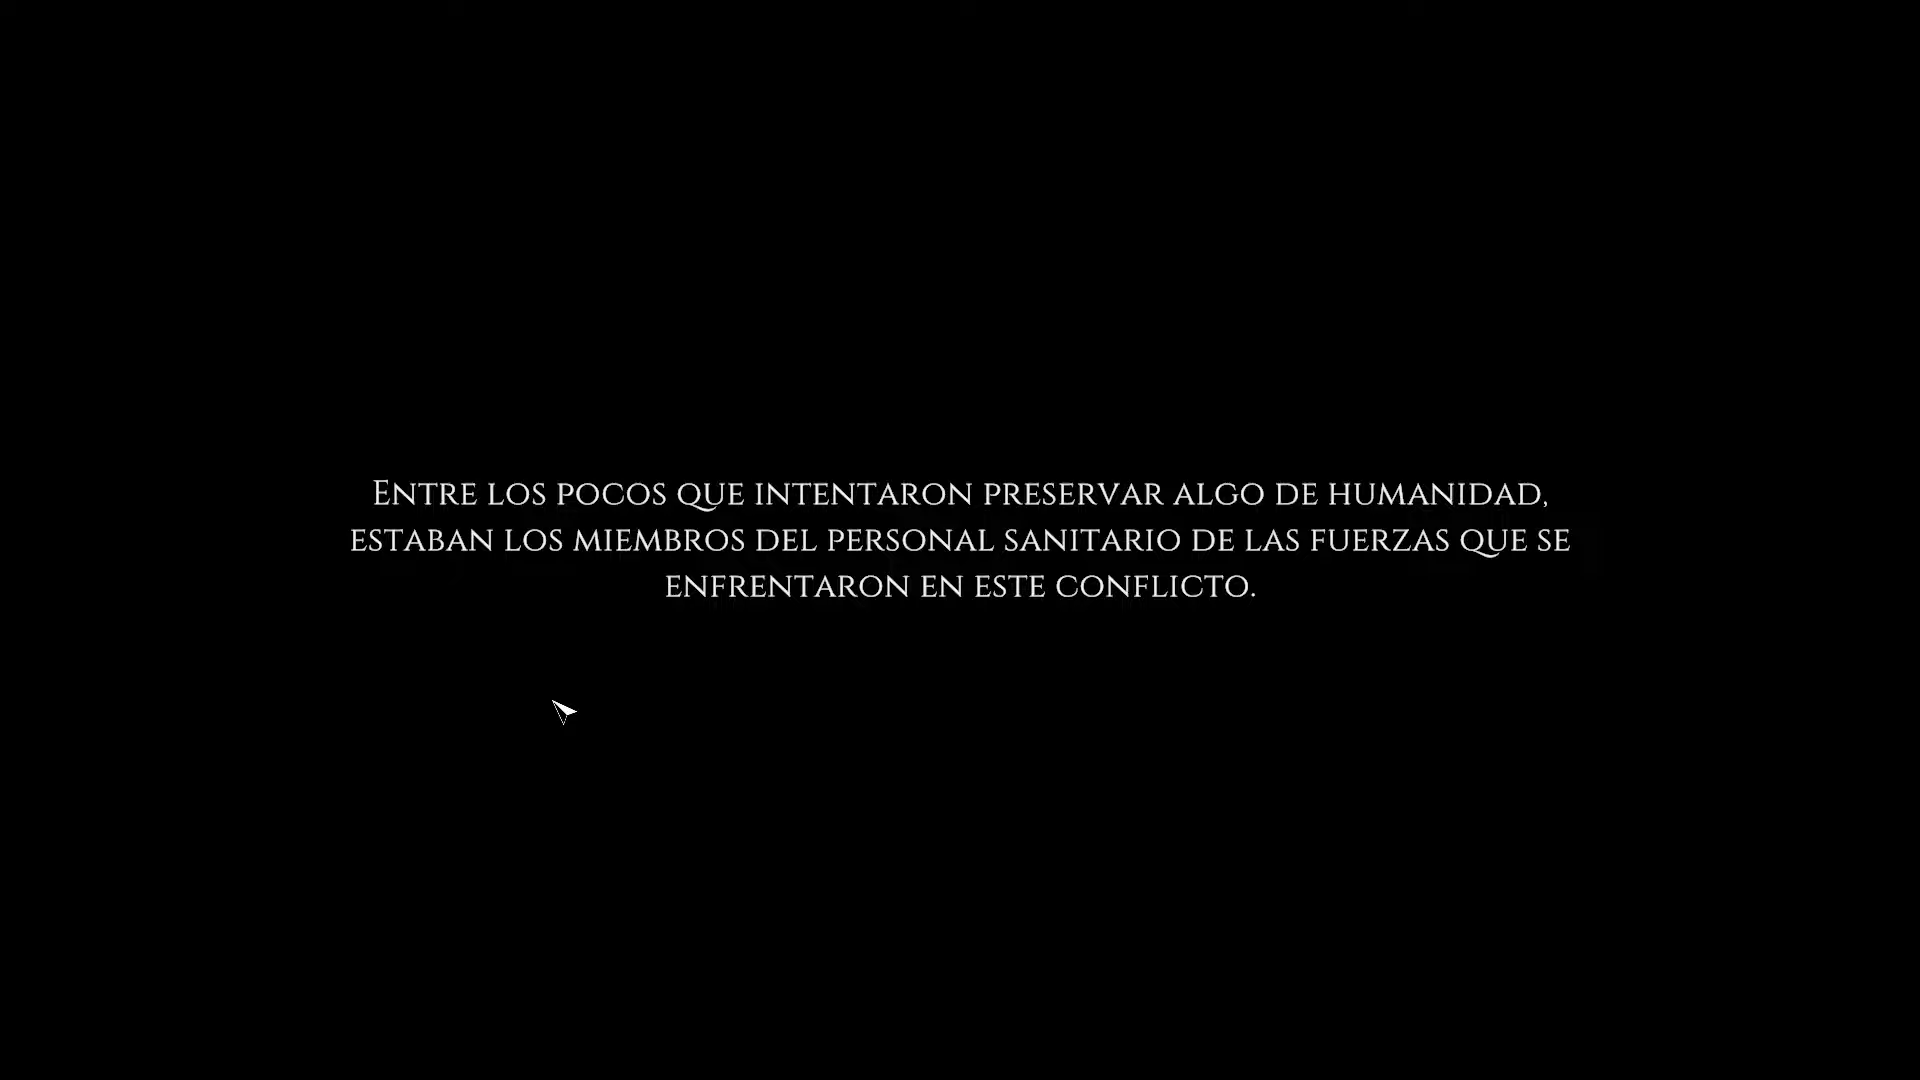 Entre los pocos que intentaron preservar algo de humanidad,
estaban los miembros del personal sanitario de las fuerzas que se
enfrentaron en este conflicto.